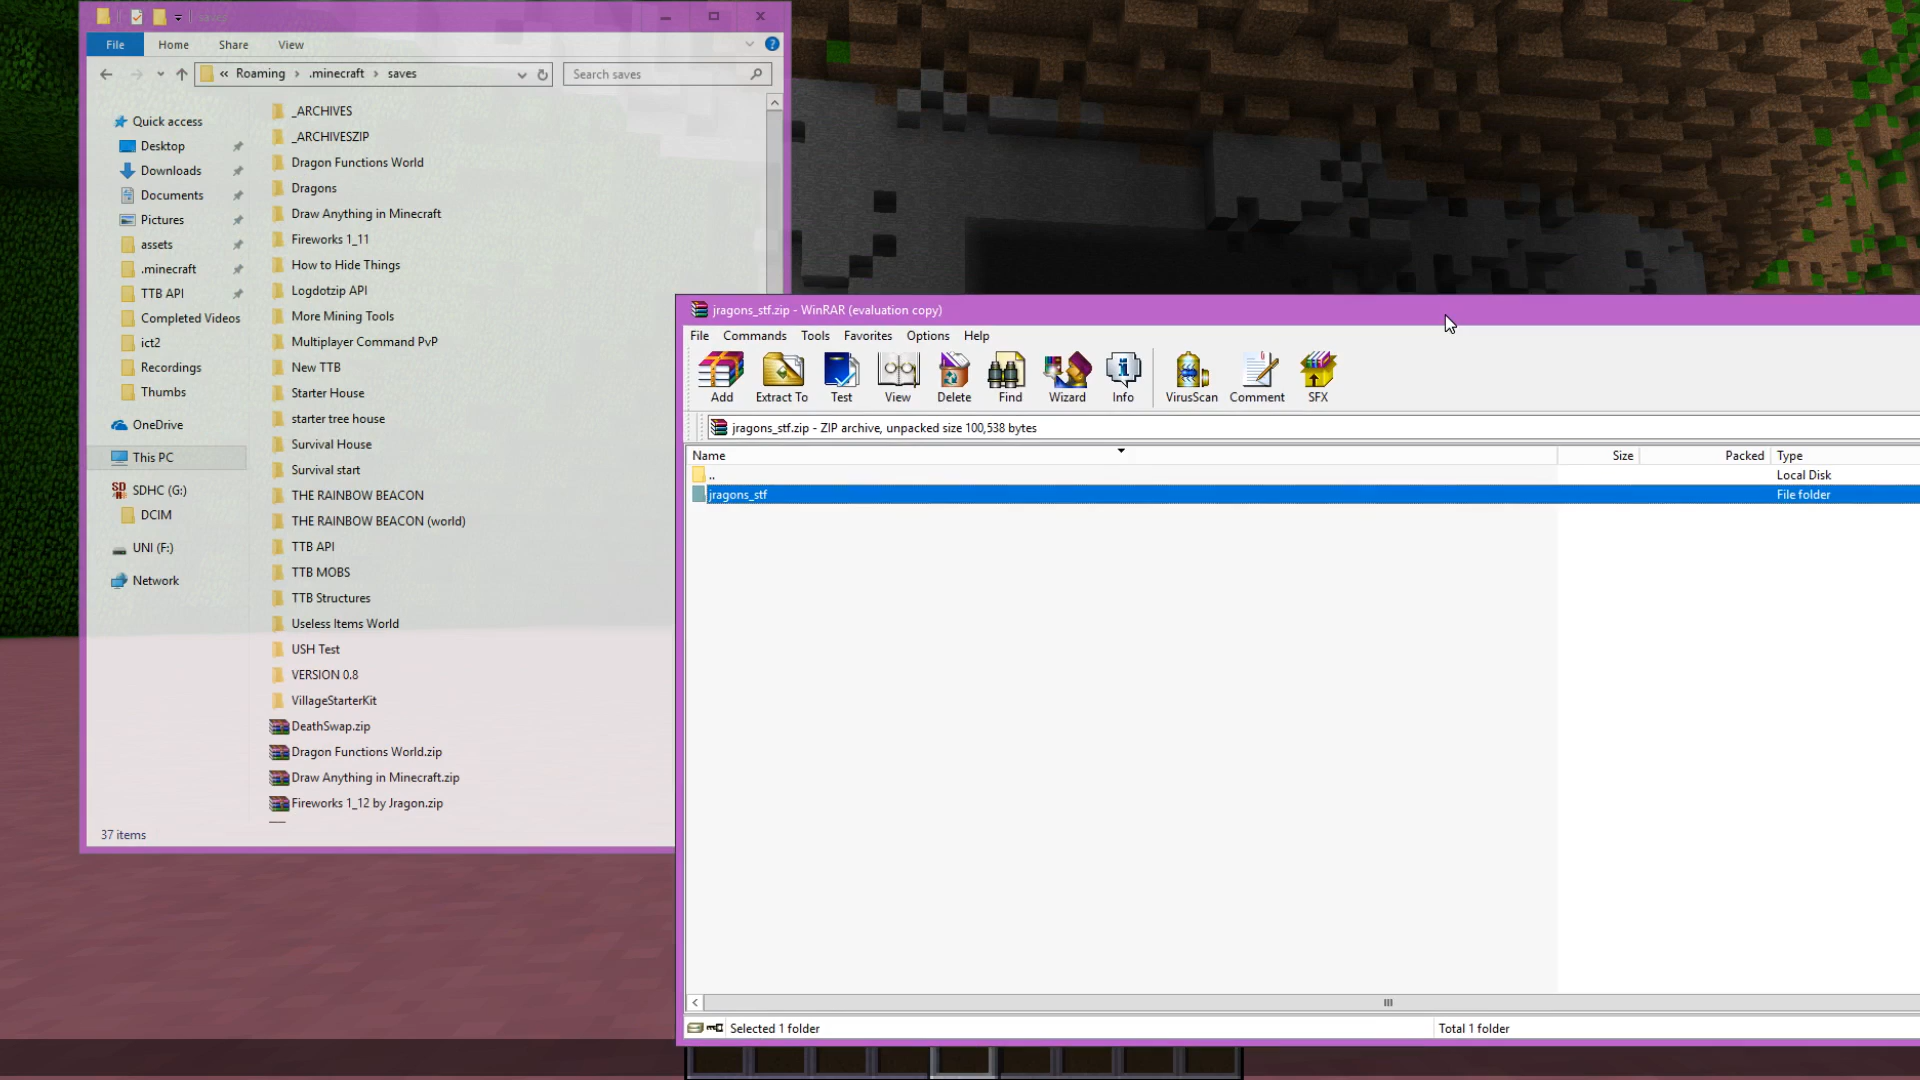 File Home Share View
« Roaming > .minecraft > saves
Search saves
Quick access
Desktop
Downloads
Documents
Pictures
assets
.minecraft
TTB API
Completed Videos
ict2
Recordings
Thumbs
OneDrive
This PC
SDHC (G:)
DCIM
UNI (F:)
Network
_ARCHIVES
_ARCHIVESZIP
Dragon Functions World
Dragons
Draw Anything in Minecraft
Fireworks 1_11
How to Hide Things
Logdotzip API
More Mining Tools
Multiplayer Command PvP
New TTB
Starter House
starter tree house
Survival House
Survival start
THE RAINBOW BEACON
THE RAINBOW BEACON (world)
TTB API
TTB MOBS
TTB Structures
Useless Items World
USH Test
VERSION 0.8
VillageStarterKit
DeathSwap.zip
Dragon Functions World.zip
Draw Anything in Minecraft.zip
Fireworks 1_12 by Jragon.zip
37 items
jragons_stf.zip - WinRAR (evaluation copy)
File Commands Tools Favorites Options Help
Add Extract To Test View Delete Find Wizard Info VirusScan Comment SFX
jragons_stf.zip - ZIP archive, unpacked size 100,538 bytes
Name Size Packed Type
.. Local Disk
jragons_stf File folder
Selected 1 folder Total 1 folder